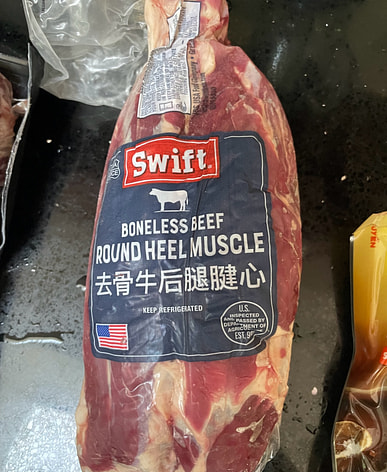 Swift
BONELESS BEEF
ROUND HEEL MUSCLE
去骨牛后腿腱心
KEEP REFRIGERATED
U.S.
INSPECTED
AND PASSED BY
DEPARTMENT OF
AGRICULTURE